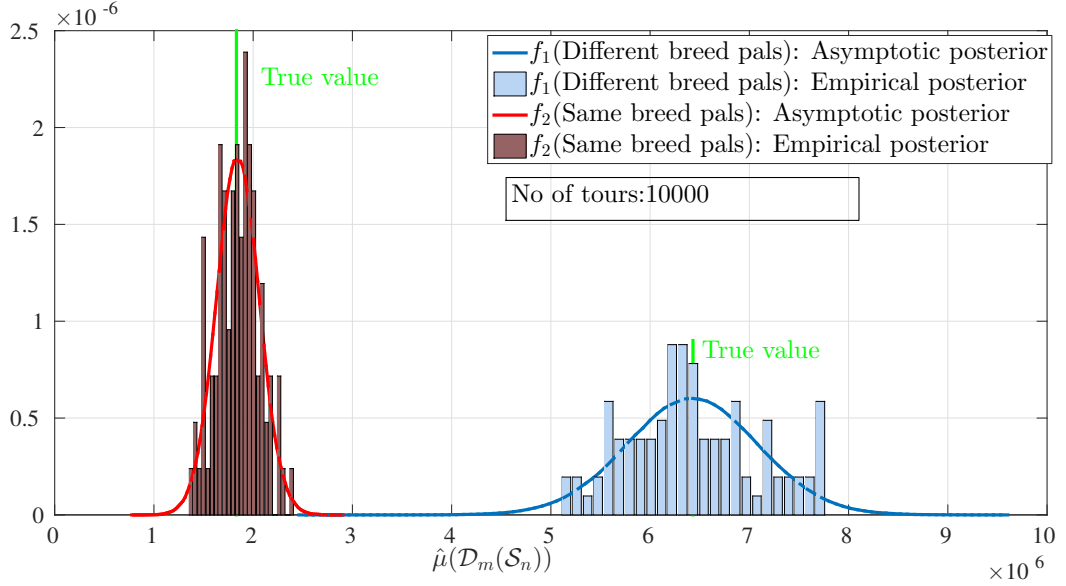 ×10 -6
2.5
2
1.5
1
0.5
0
True value
f₁(Different breed pals): Asymptotic posterior
f₁(Different breed pals): Empirical posterior
f₂(Same breed pals): Asymptotic posterior
f₂(Same breed pals): Empirical posterior
No of tours:10000
True value
0 1 2 3 4 5 6 7 8 9 10
μ̂(𝒟ₘ(𝒮ₙ))
×10 6